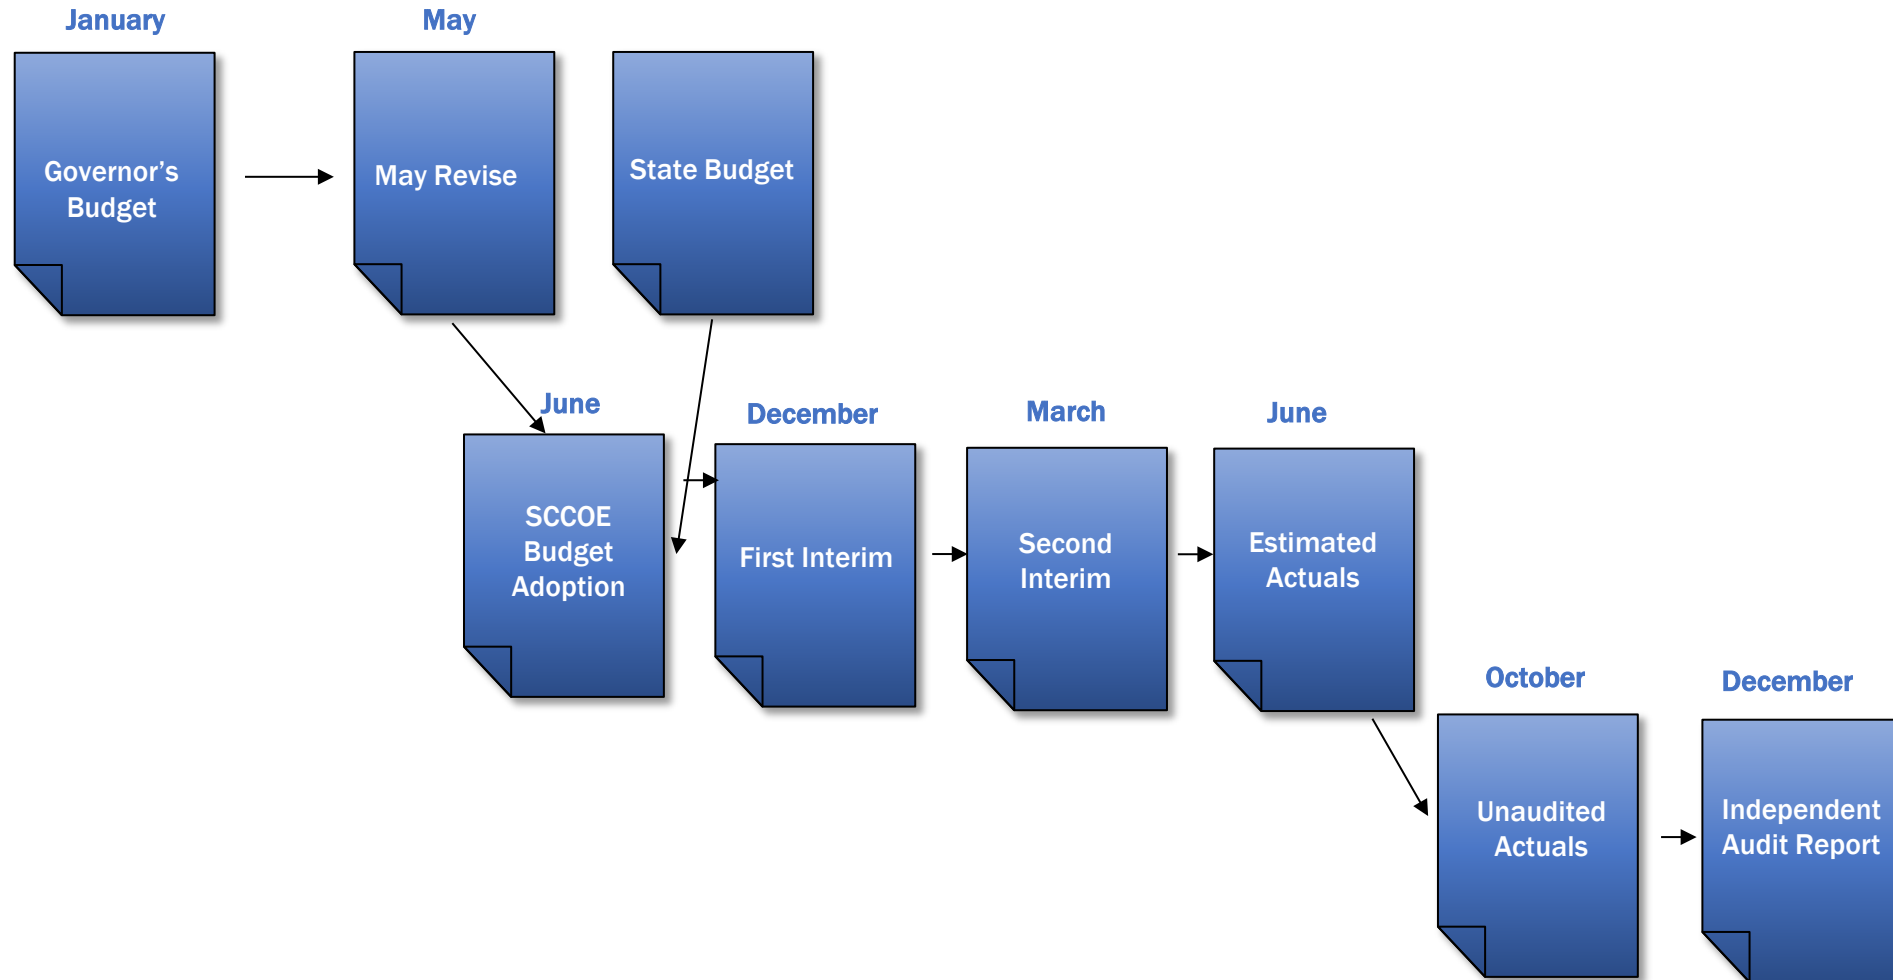 January
May
Governor’s
Budget
May Revise
State Budget
June
December
March
June
SCCOE
Budget
Adoption
First Interim
Second
Interim
Estimated
Actuals
October
December
Unaudited
Actuals
Independent
Audit Report